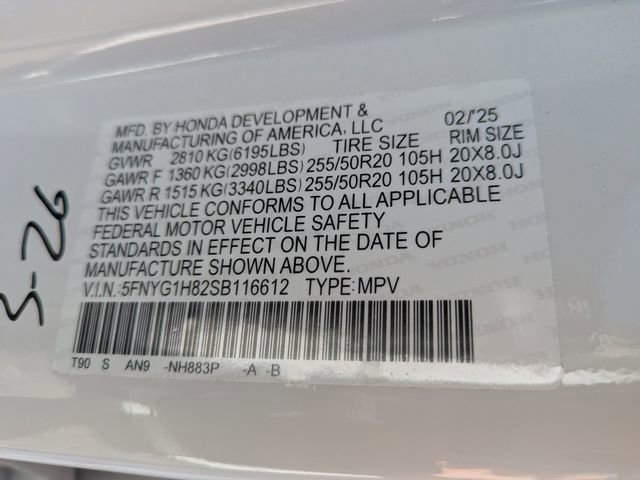 MFD. BY HONDA DEVELOPMENT & 02/'25
MANUFACTURING OF AMERICA, LLC
GVWR 2810 KG(6195LBS) TIRE SIZE RIM SIZE
GAWR F 1360 KG(2998LBS) 255/50R20 105H 20X8.0J
GAWR R 1515 KG(3340LBS) 255/50R20 105H 20X8.0J
THIS VEHICLE CONFORMS TO ALL APPLICABLE
FEDERAL MOTOR VEHICLE SAFETY
STANDARDS IN EFFECT ON THE DATE OF
MANUFACTURE SHOWN ABOVE.
V.I.N.:5FNYG1H82SB116612 TYPE:MPV
T90 S AN9 -NH883P -A -B
HONDA
-26